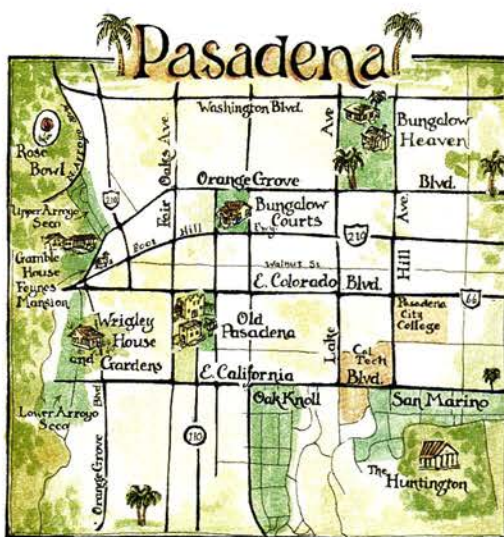 Pasadena
Washington Blvd.
N. Arroyo
Ave
Bungalow
Heaven
Rose
Bowl
Fair Oaks Ave.
Orange Grove
Blvd.
Upper Arroyo
Seco
210
Bungalow
Courts
Foot Hill Fwy.
210
Ave.
Gamble
House
Feynes
Mansion
Walnut St
E. Colorado Blvd.
Hill
66
Wrigley
House
and
Gardens
Old
Pasadena
Lake
Pasadena
City
College
Cal
Tech
E. California
Blvd.
Lower Arroyo
Seco
Orange Grove Blvd
Oak Knoll
San Marino
110
The
Huntington